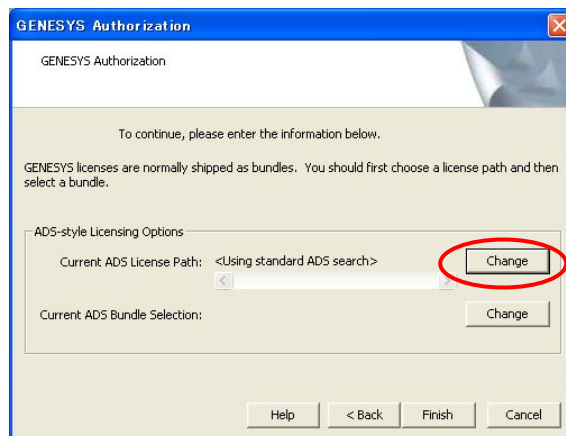 GENESYS Authorization
GENESYS Authorization
To continue, please enter the information below.
GENESYS licenses are normally shipped as bundles. You should first choose a license path and then
select a bundle.
ADS-style Licensing Options
Current ADS License Path: <Using standard ADS search> Change
Current ADS Bundle Selection: Change
Help < Back Finish Cancel